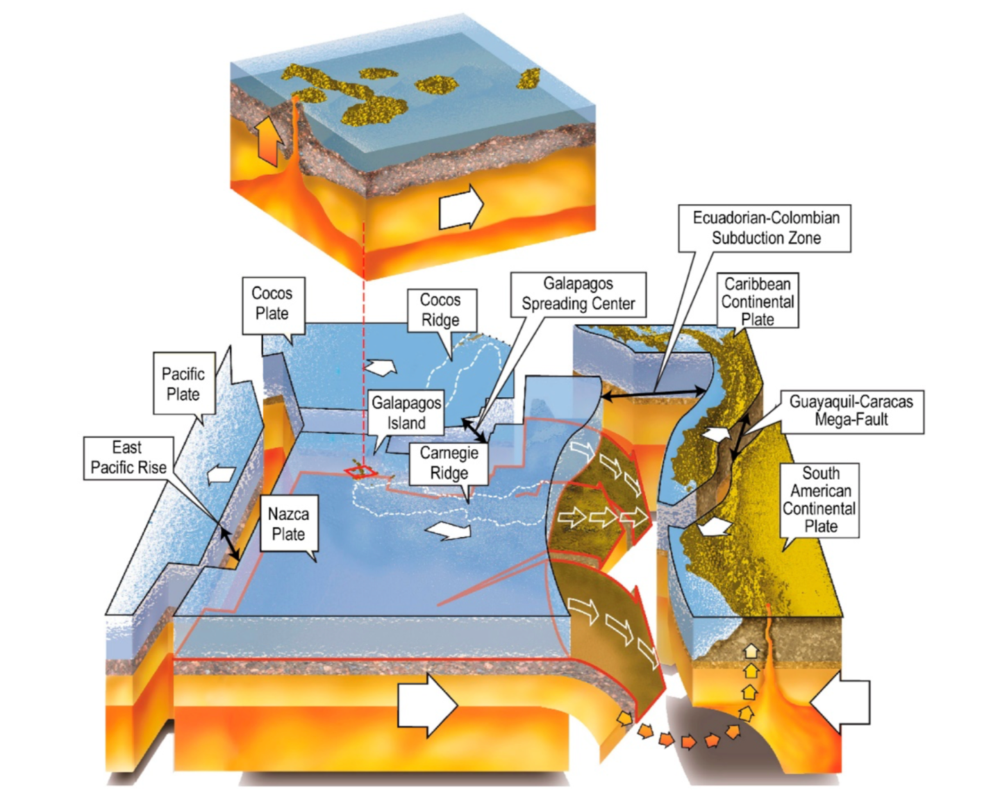 Ecuadorian-Colombian
Subduction Zone
Cocos
Plate
Cocos
Ridge
Galapagos
Spreading Center
Caribbean
Continental
Plate
Pacific
Plate
Galapagos
Island
Guayaquil-Caracas
Mega-Fault
East
Pacific Rise
Carnegie
Ridge
South
American
Continental
Plate
Nazca
Plate